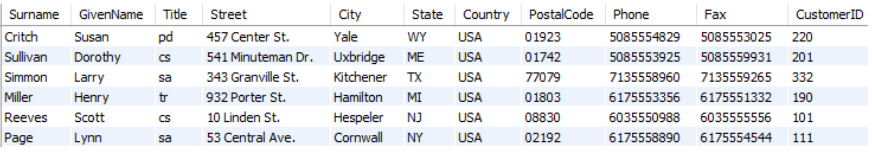 Surname GivenName Title Street City State Country PostalCode Phone Fax CustomerID
Critch Susan pd 457 Center St. Yale WY USA 01923 5085554829 5085553025 220
Sullivan Dorothy cs 541 Minuteman Dr. Uxbridge ME USA 01742 5085553925 5085559931 201
Simmon Larry sa 343 Granville St. Kitchener TX USA 77079 7135558960 7135559265 332
Miller Henry tr 932 Porter St. Hamilton MI USA 01803 6175553356 6175551332 190
Reeves Scott cs 10 Linden St. Hespeler NJ USA 08830 6035550988 6035555556 101
Page Lynn sa 53 Central Ave. Cornwall NY USA 02192 6175558890 6175554544 111